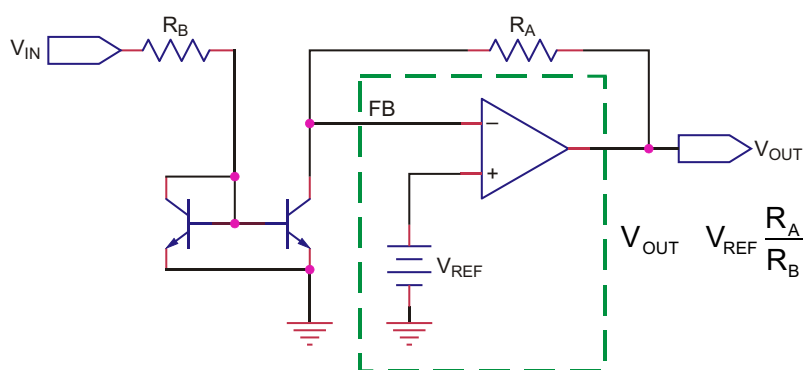 R_B
R_A
V_IN
FB
−
+
V_OUT
V_REF
V_OUT V_REF R_A
R_B